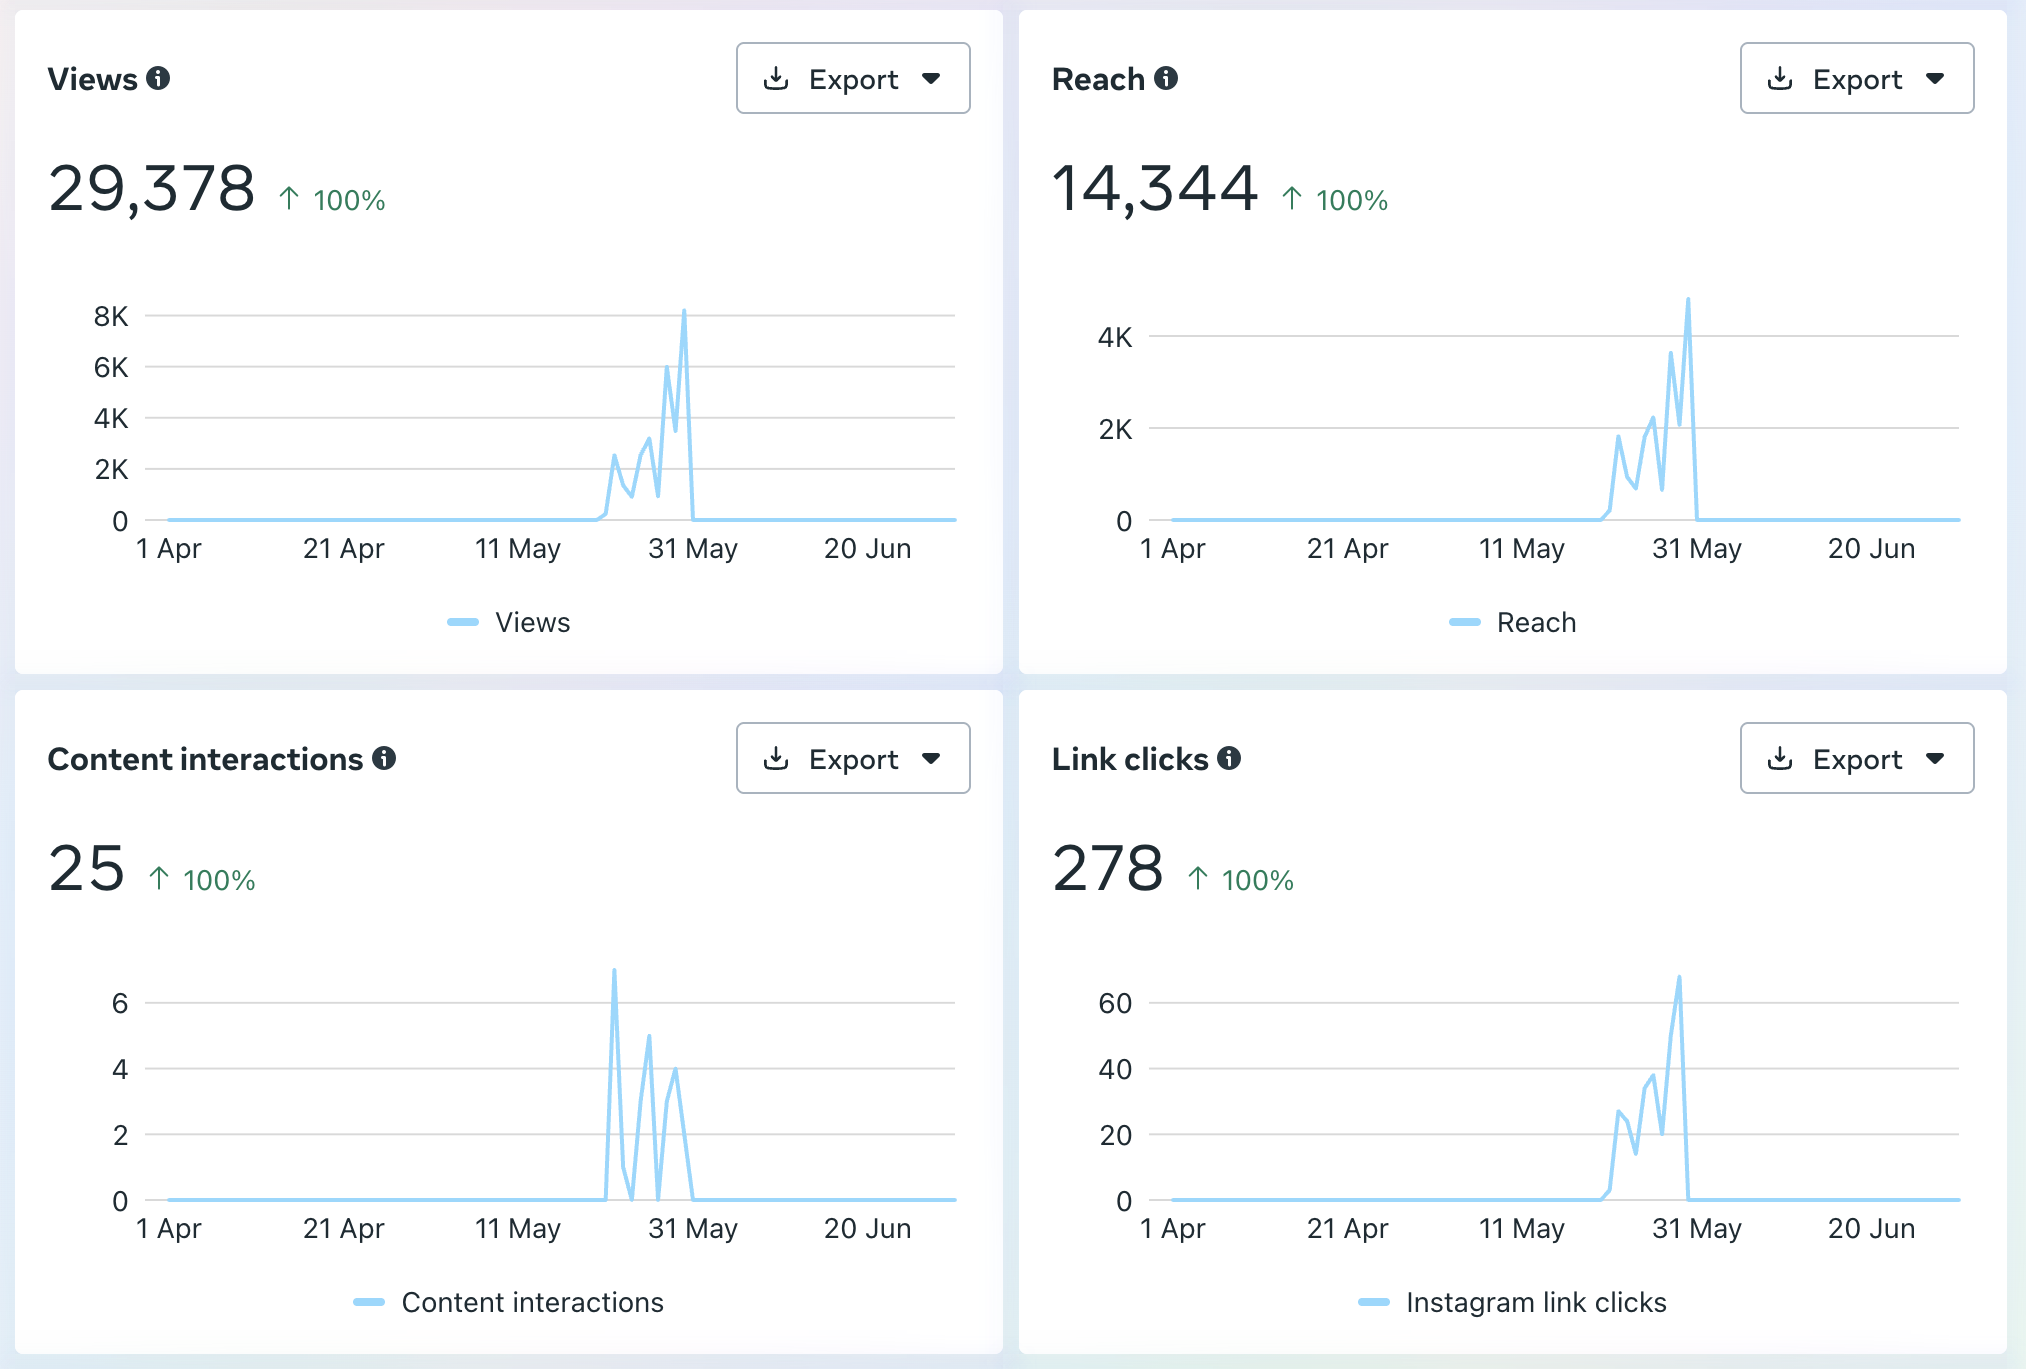 Views
Export
29,378 ↑ 100%
8K
6K
4K
2K
0
1 Apr 21 Apr 11 May 31 May 20 Jun
Views
Reach
Export
14,344 ↑ 100%
4K
2K
0
1 Apr 21 Apr 11 May 31 May 20 Jun
Reach
Content interactions
Export
25 ↑ 100%
6
4
2
0
1 Apr 21 Apr 11 May 31 May 20 Jun
Content interactions
Link clicks
Export
278 ↑ 100%
60
40
20
0
1 Apr 21 Apr 11 May 31 May 20 Jun
Instagram link clicks